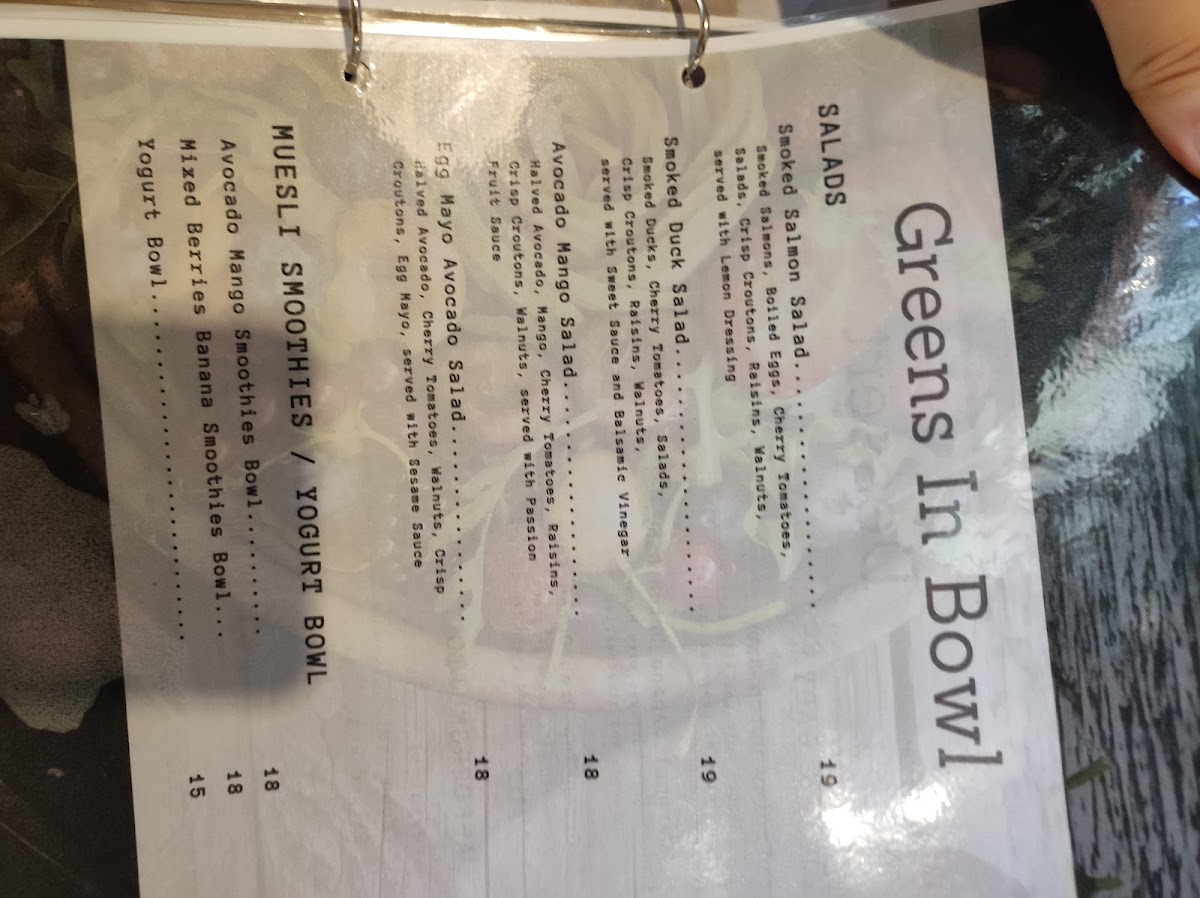 Greens In Bowl
SALADS
Smoked Salmon Salad.................... 19
Smoked Salmons, Boiled Eggs, Cherry Tomatoes,
Salads, Crisp Croutons, Raisins, Walnuts,
served with Lemon Dressing
Smoked Duck Salad...................... 19
Smoked Ducks, Cherry Tomatoes, Salads,
Crisp Croutons, Raisins, Walnuts,
served with Sweet Sauce and Balsamic Vinegar
Avocado Mango Salad.................... 18
Halved Avocado, Mango, Cherry Tomatoes, Raisins,
Crisp Croutons, Walnuts, served with Passion
Fruit Sauce
Egg Mayo Avocado Salad................. 18
Halved Avocado, Cherry Tomatoes, Walnuts, Crisp
Croutons, Egg Mayo, served with Sesame Sauce
MUESLI SMOOTHIES / YOGURT BOWL
Avocado Mango Smoothies Bowl......... 18
Mixed Berries Banana Smoothies Bowl... 18
Yogurt Bowl............................ 15